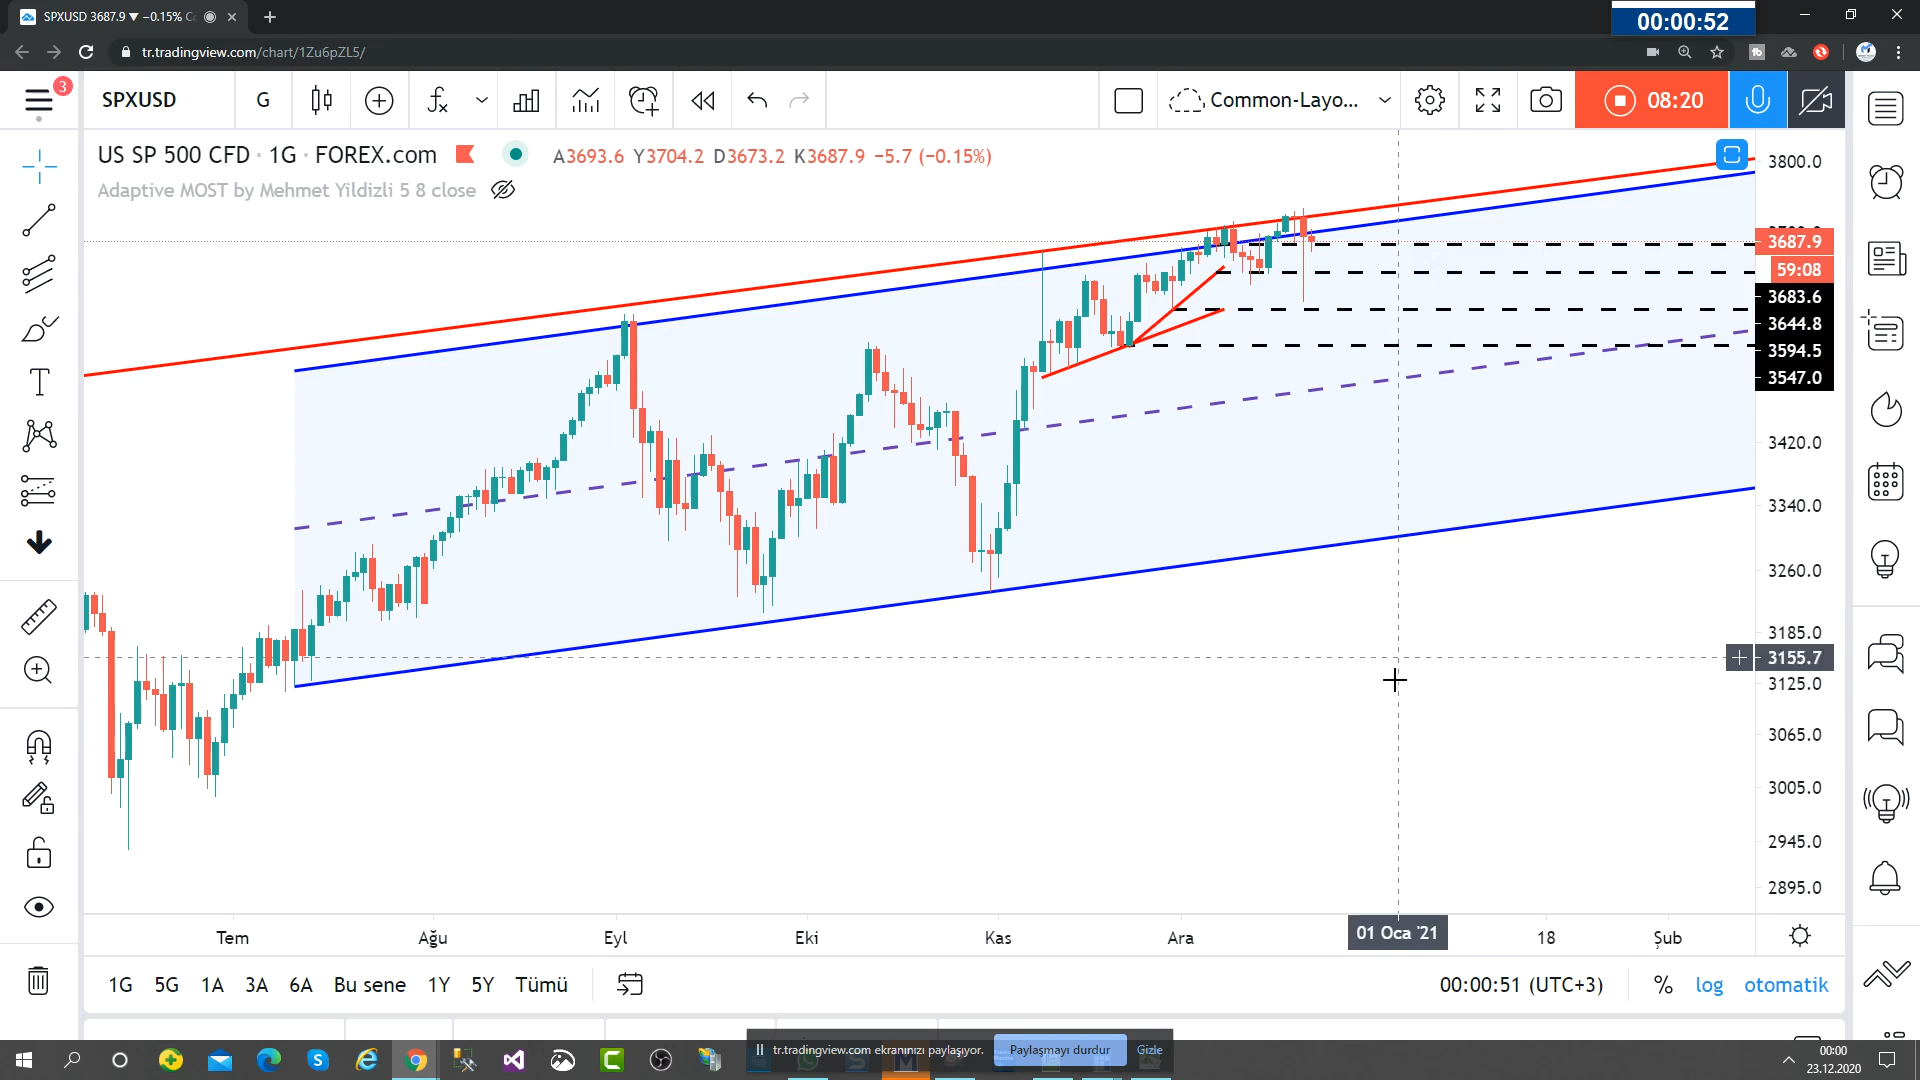 SPXUSD 3687.9 ▼ −0.15% C
00:00:52
tr.tradingview.com/chart/1Zu6pZL5/
3
SPXUSD
G
Common-Layo...
08:20
US SP 500 CFD · 1G · FOREX.com
A3693.6 Y3704.2 D3673.2 K3687.9 −5.7 (−0.15%)
Adaptive MOST by Mehmet Yildizli 5 8 close
3800.0
3687.9
59:08
3683.6
3644.8
3594.5
3547.0
3420.0
3340.0
3260.0
3185.0
3155.7
3125.0
3065.0
3005.0
2945.0
2895.0
Tem
Ağu
Eyl
Eki
Kas
Ara
01 Oca '21
18
Şub
1G 5G 1A 3A 6A Bu sene 1Y 5Y Tümü
00:00:51 (UTC+3)
% log otomatik
tr.tradingview.com ekranınızı paylaşıyor.
Paylaşmayı durdur
Gizle
00:00
23.12.2020